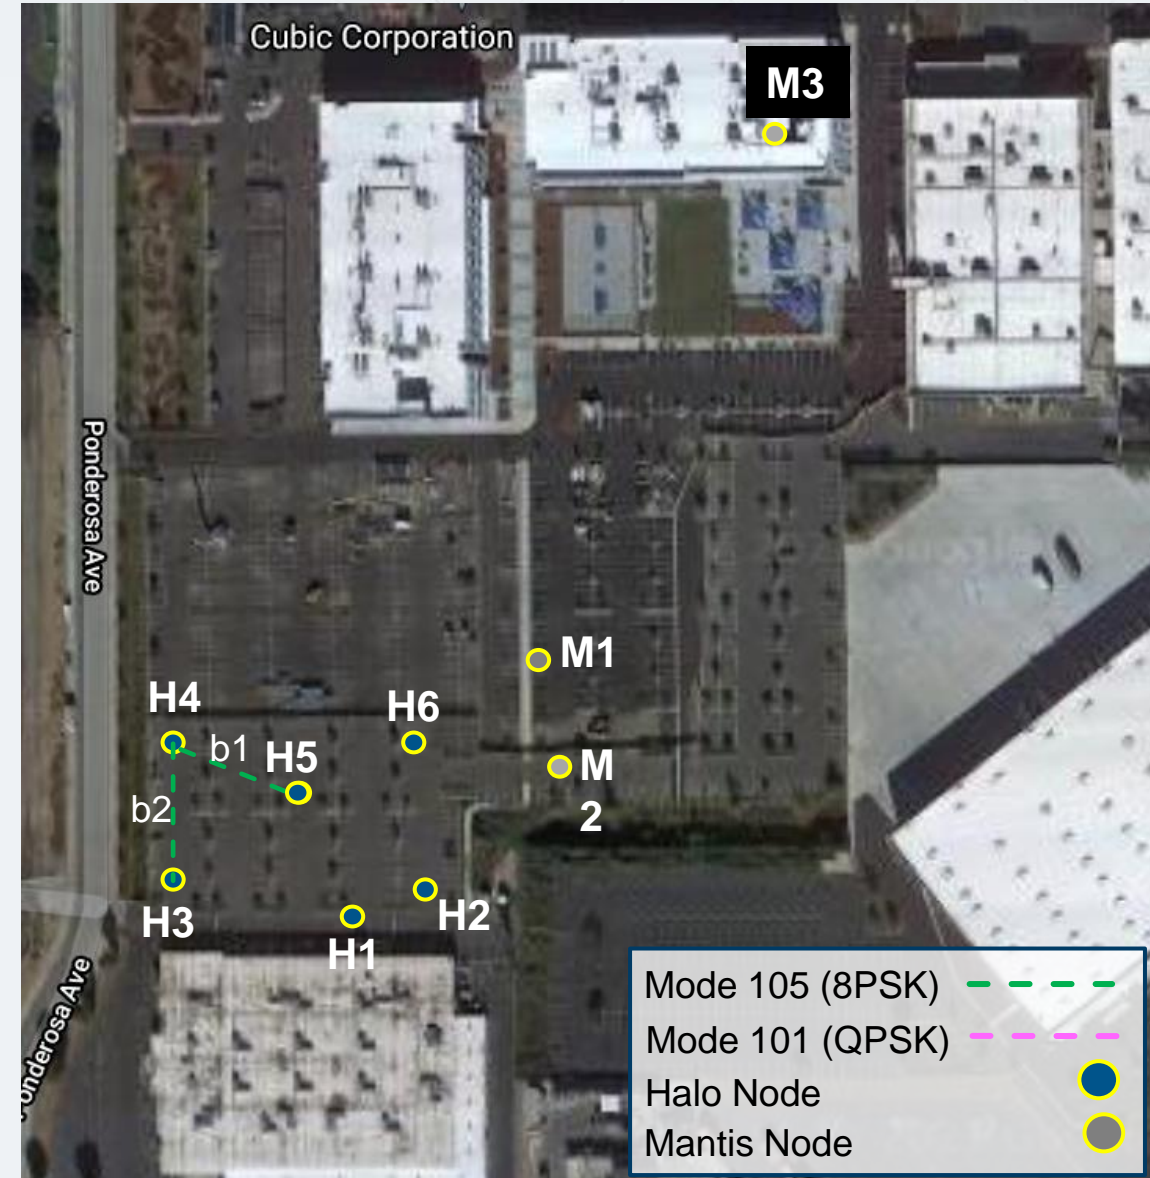 Cubic Corporation
M3
Ponderosa Ave
M1
H4
H6
b1
H5
M
2
b2
H3
H2
H1
Mode 105 (8PSK)
Mode 101 (QPSK)
Halo Node
Mantis Node
Ponderosa Ave